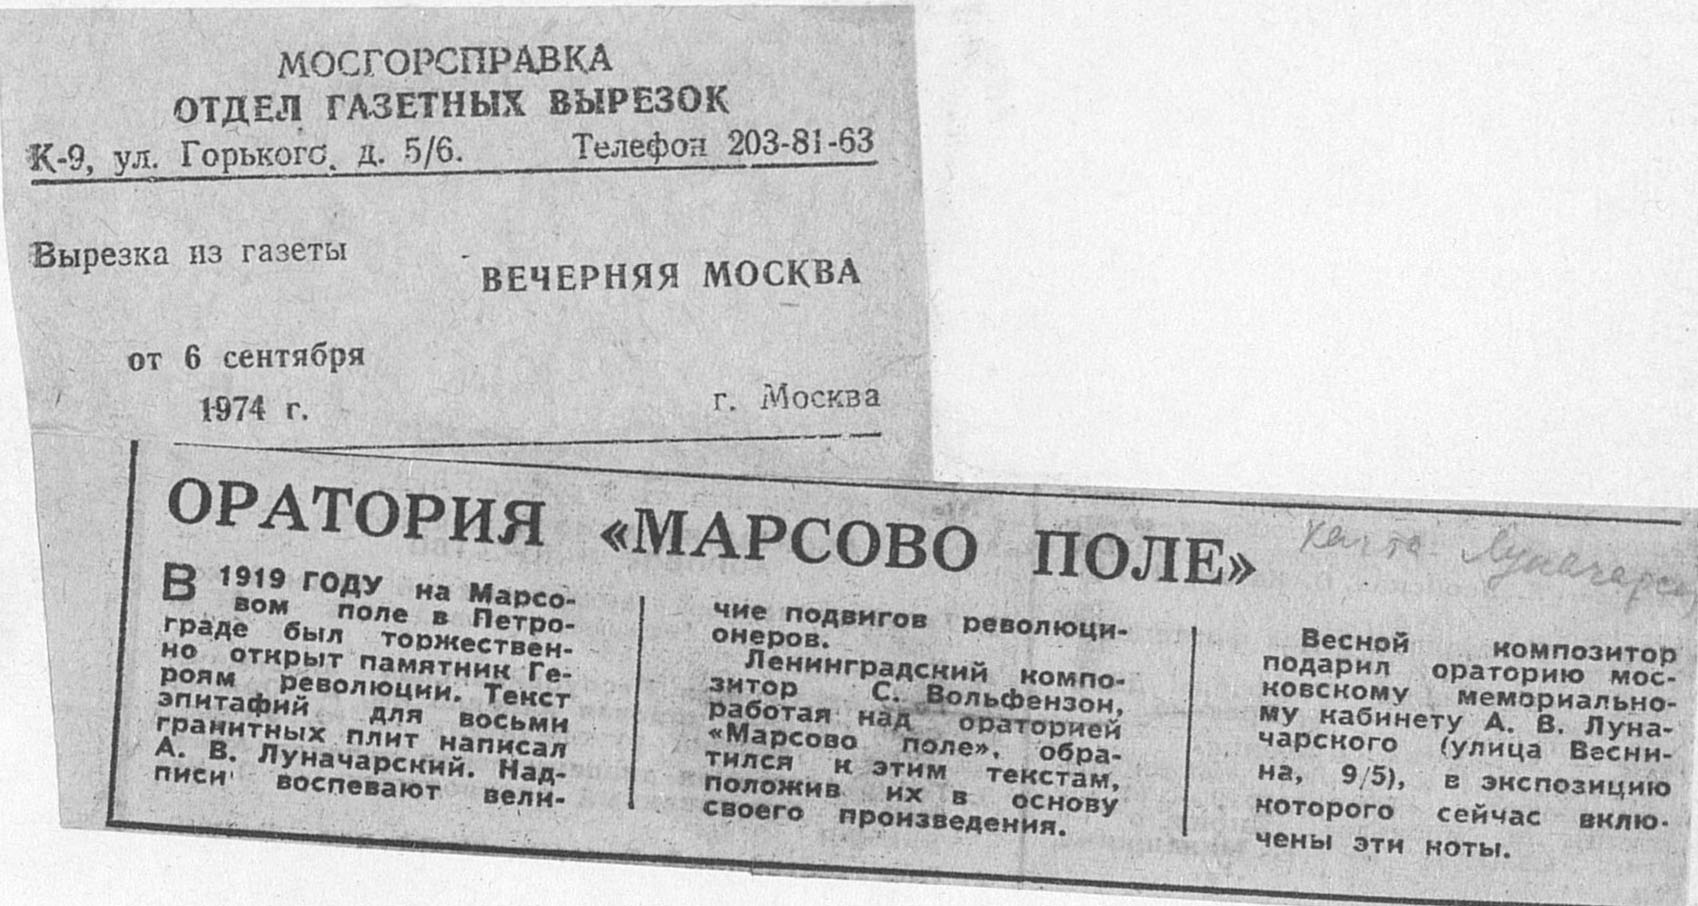 МОСГОРСПРАВКА
ОТДЕЛ ГАЗЕТНЫХ ВЫРЕЗОК
К-9, ул. Горького, д. 5/6. Телефон 203-81-63
Вырезка из газеты
ВЕЧЕРНЯЯ МОСКВА
от 6 сентября
1974 г.
г. Москва
ОРАТОРИЯ «МАРСОВО ПОЛЕ»
В 1919 ГОДУ на Марсо-
вом поле в Петро-
граде был торжествен-
но открыт памятник Ге-
роям революции. Текст
эпитафий для восьми
гранитных плит написал
А. В. Луначарский. Над-
писи воспевают вели-
чие подвигов революци-
онеров.
Ленинградский компо-
зитор С. Вольфензон,
работая над ораторией
«Марсово поле», обра-
тился к этим текстам,
положив их в основу
своего произведения.
Весной композитор
подарил ораторию мос-
ковскому мемориально-
му кабинету А. В. Луна-
чарского (улица Весни-
на, 9/5), в экспозицию
которого сейчас вклю-
чены эти ноты.